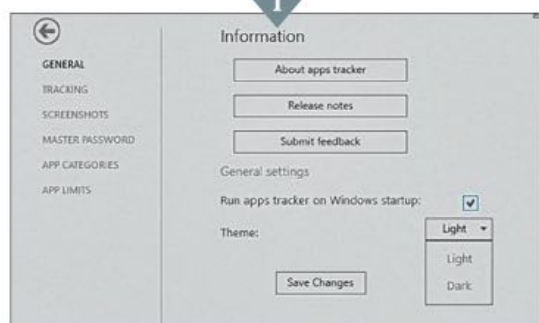 1
Information
GENERAL
TRACKING
SCREENSHOTS
MASTER PASSWORD
APP CATEGORIES
APP LIMITS
About apps tracker
Release notes
Submit feedback
General settings
Run apps tracker on Windows startup:
Theme:
Light
Light
Dark
Save Changes